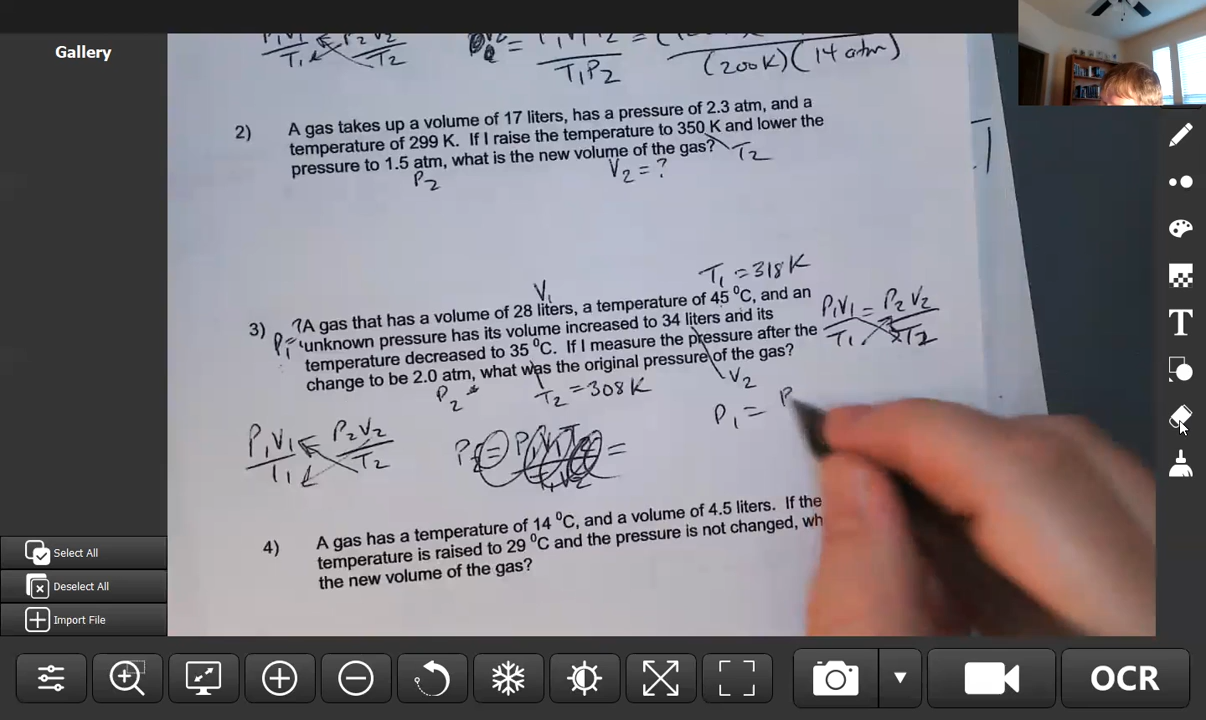 Gallery
P1V1 P2V2
T1 T2
= T1P2
(200K)(14 atm)
2) A gas takes up a volume of 17 liters, has a pressure of 2.3 atm, and a
temperature of 299 K. If I raise the temperature to 350 K and lower the
pressure to 1.5 atm, what is the new volume of the gas?
T2
P2
V2 = ?
T1 = 318K
V1
3) A gas that has a volume of 28 liters, a temperature of 45 ⁰C, and an
P1 = ?
unknown pressure has its volume increased to 34 liters and its
temperature decreased to 35 ⁰C. If I measure the pressure after the
change to be 2.0 atm, what was the original pressure of the gas?
P1V1 = P2V2
T1 T2
P2
T2 = 308K
V2
P1 = P
P1V1 P2V2
T1 T2
4) A gas has a temperature of 14 ⁰C, and a volume of 4.5 liters. If the
temperature is raised to 29 ⁰C and the pressure is not changed, wh
the new volume of the gas?
Select All
Deselect All
Import File
OCR